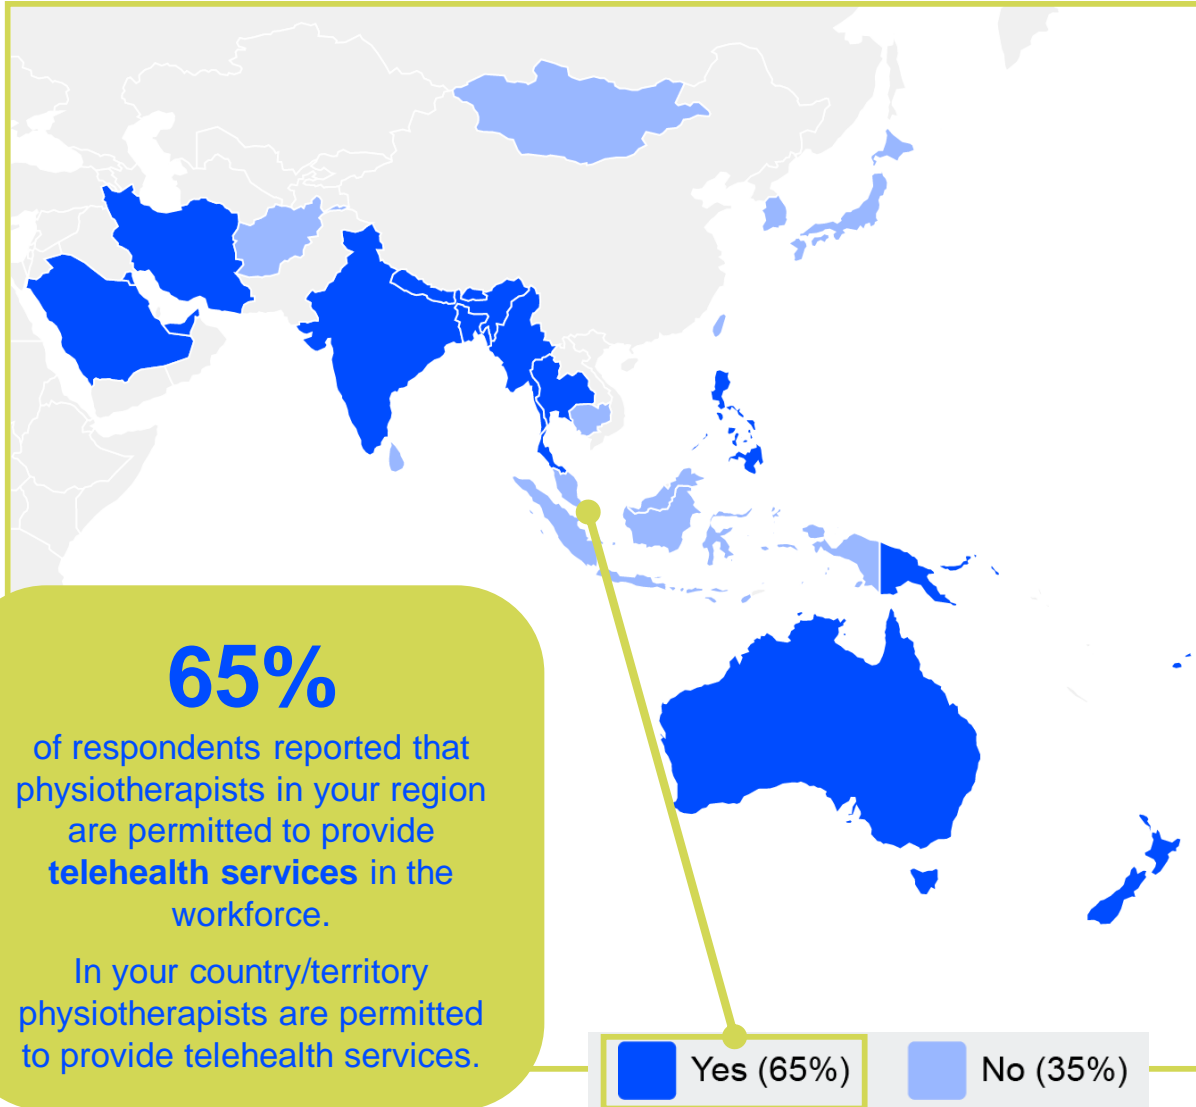 65%
of respondents reported that
physiotherapists in your region
are permitted to provide
telehealth services in the
workforce.
In your country/territory
physiotherapists are permitted
to provide telehealth services.
Yes (65%)
No (35%)